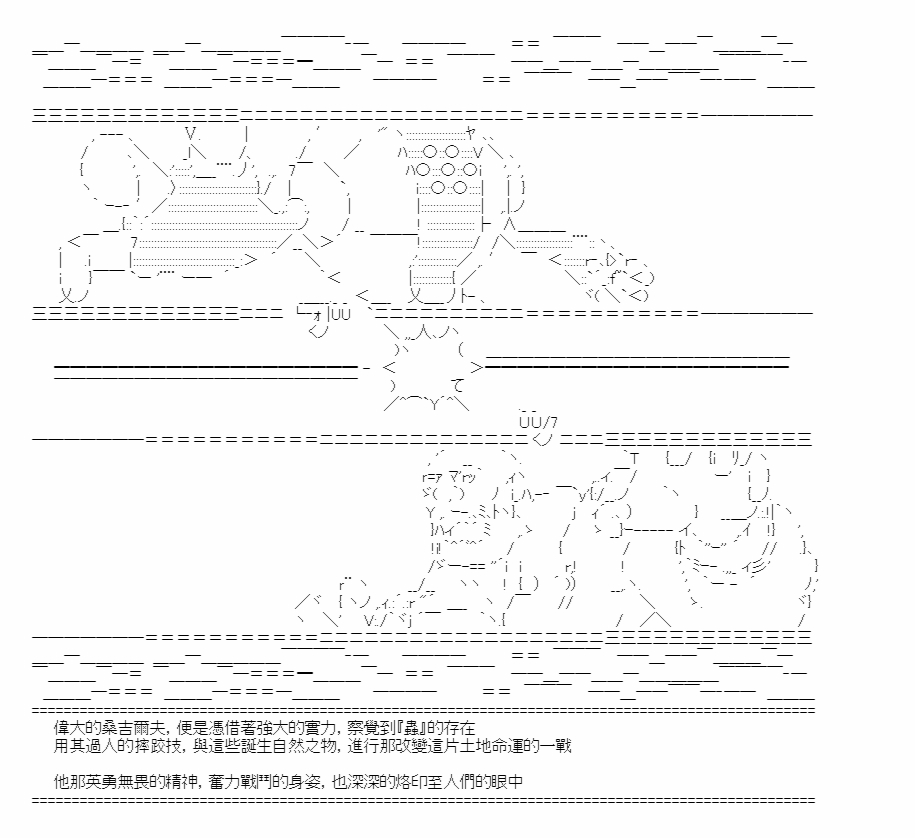 偉大的桑吉爾夫, 便是憑借著強大的實力, 察覺到『蟲』的存在
用其過人的摔跤技, 與這些誕生自然之物, 進行那改變這片土地命運的一戰
他那英勇無畏的精神, 奮力戰鬥的身姿, 也深深的烙印至人們的眼中